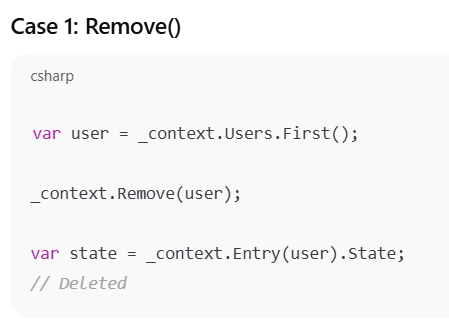 Case 1: Remove()
csharp
var user = _context.Users.First();
_context.Remove(user);
var state = _context.Entry(user).State;
// Deleted